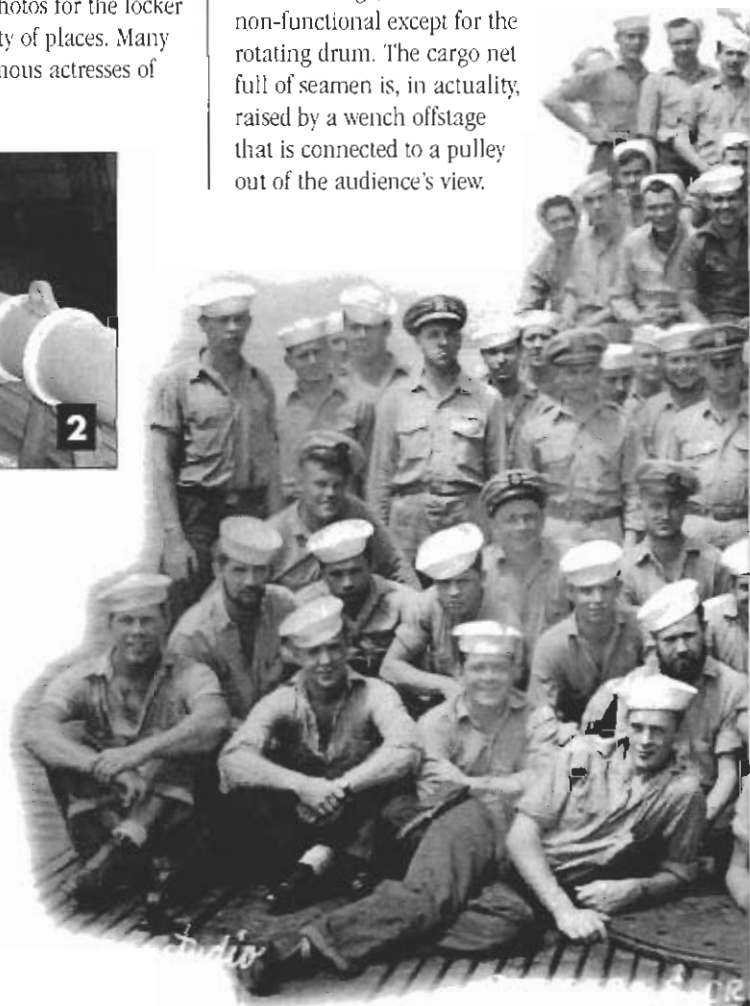 hotos for the locker
ty of places. Many
nous actresses of
non-functional except for the
rotating drum. The cargo net
full of seamen is, in actuality,
raised by a wench offstage
that is connected to a pulley
out of the audience's view.
2
studio